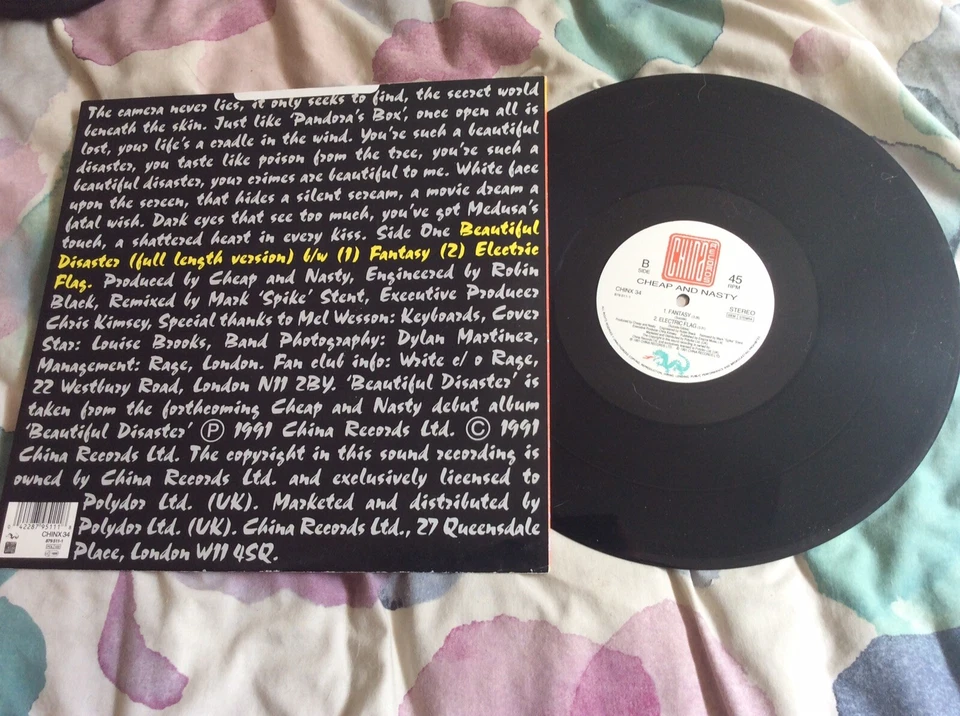 The camera never lies, it only seeks to find, the secret world
beneath the skin. Just like 'Pandora's Box', once open all is
lost, your life's a cradle in the wind. You're such a beautiful
disaster, you taste like poison from the tree, you're such a
beautiful disaster, your crimes are beautiful to me. White face
upon the screen, that hides a silent scream, a movie dream a
fatal wish. Dark eyes that see too much, you've got Medusa's
touch, a shattered heart in every kiss. Side One Beautiful
Disaster (full length version) b/w (1) Fantasy (2) Electric
Flag. Produced by Cheap and Nasty, Engineered by Robin
Black, Remixed by Mark 'Spike' Stent, Executive Producer
Chris Kimsey, Special thanks to Mel Wesson: Keyboards, Cover
Star: Louise Brooks, Band Photography: Dylan Martinez,
Management: Rage, London. Fan club info: Write c/o Rage,
22 Westbury Road, London N11 2BY. 'Beautiful Disaster' is
taken from the forthcoming Cheap and Nasty debut album
'Beautiful Disaster' Ⓟ 1991 China Records Ltd. © 1991
China Records Ltd. The copyright in this sound recording is
owned by China Records Ltd. and exclusively licensed to
Polydor Ltd. (UK). Marketed and distributed by
Polydor Ltd. (UK). China Records Ltd., 27 Queensdale
Place, London W11 4SQ.
CHINX 34
CHINA
B
SIDE
45
RPM
CHEAP AND NASTY
CHINX 34
STEREO
1. FANTASY
2. ELECTRIC FLAG